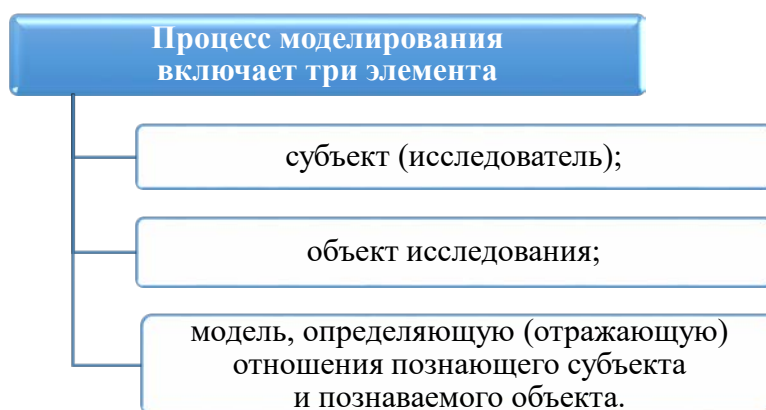 Процесс моделирования
включает три элемента
субъект (исследователь);
объект исследования;
модель, определяющую (отражающую)
отношения познающего субъекта
и познаваемого объекта.